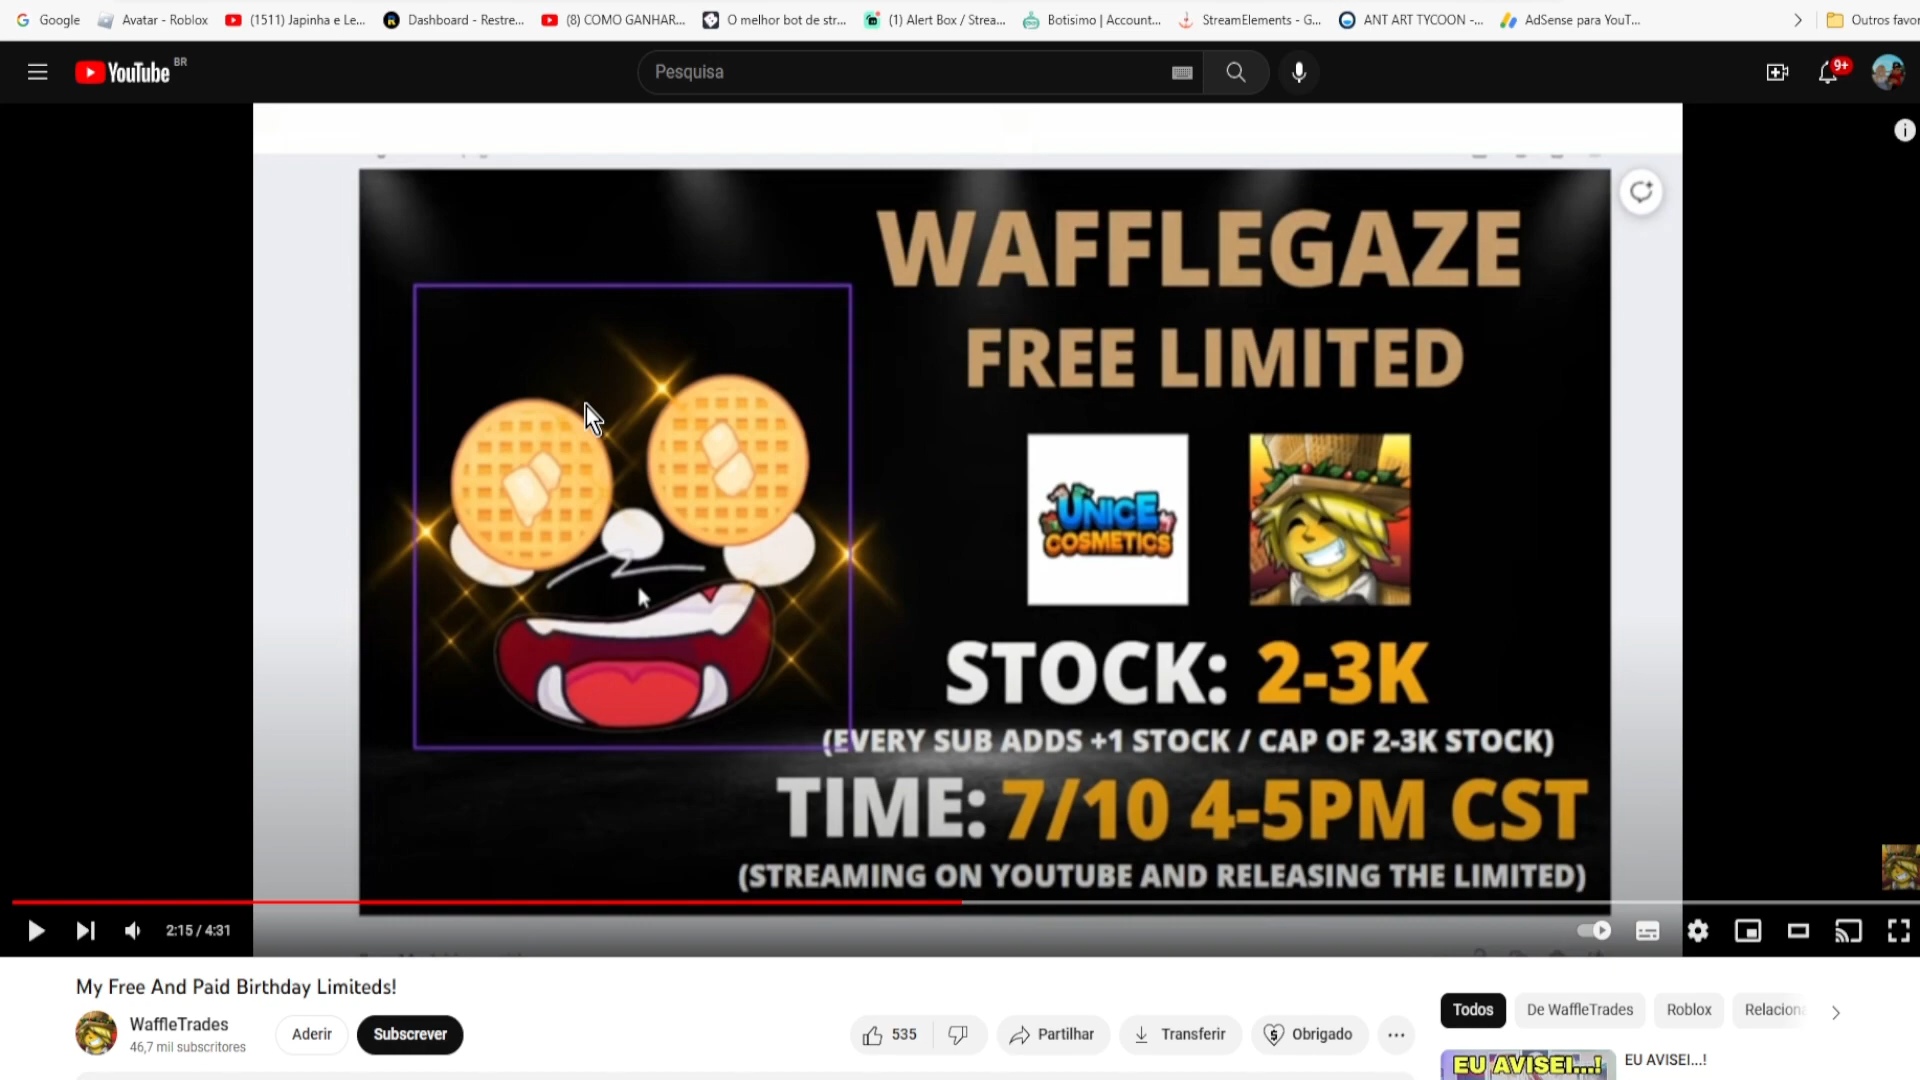 Google
Avatar - Roblox
(1511) Japinha e Le...
Dashboard - Restre...
(8) COMO GANHAR...
O melhor bot de str...
(1) Alert Box / Strea...
Botisimo | Account...
StreamElements - G...
ANT ART TYCOON -...
AdSense para YouT...
Outros favor
YouTube BR
Pesquisa
9+
WAFFLEGAZE
FREE LIMITED
UNICE
COSMETICS
STOCK: 2-3K
(EVERY SUB ADDS +1 STOCK / CAP OF 2-3K STOCK)
TIME: 7/10 4-5PM CST
(STREAMING ON YOUTUBE AND RELEASING THE LIMITED)
2:15 / 4:31
My Free And Paid Birthday Limiteds!
WaffleTrades
46,7 mil subscritores
Aderir
Subscrever
535
Partilhar
Transferir
Obrigado
Todos
De WaffleTrades
Roblox
Relaciona
EU AVISEI...!
EU AVISEI...!